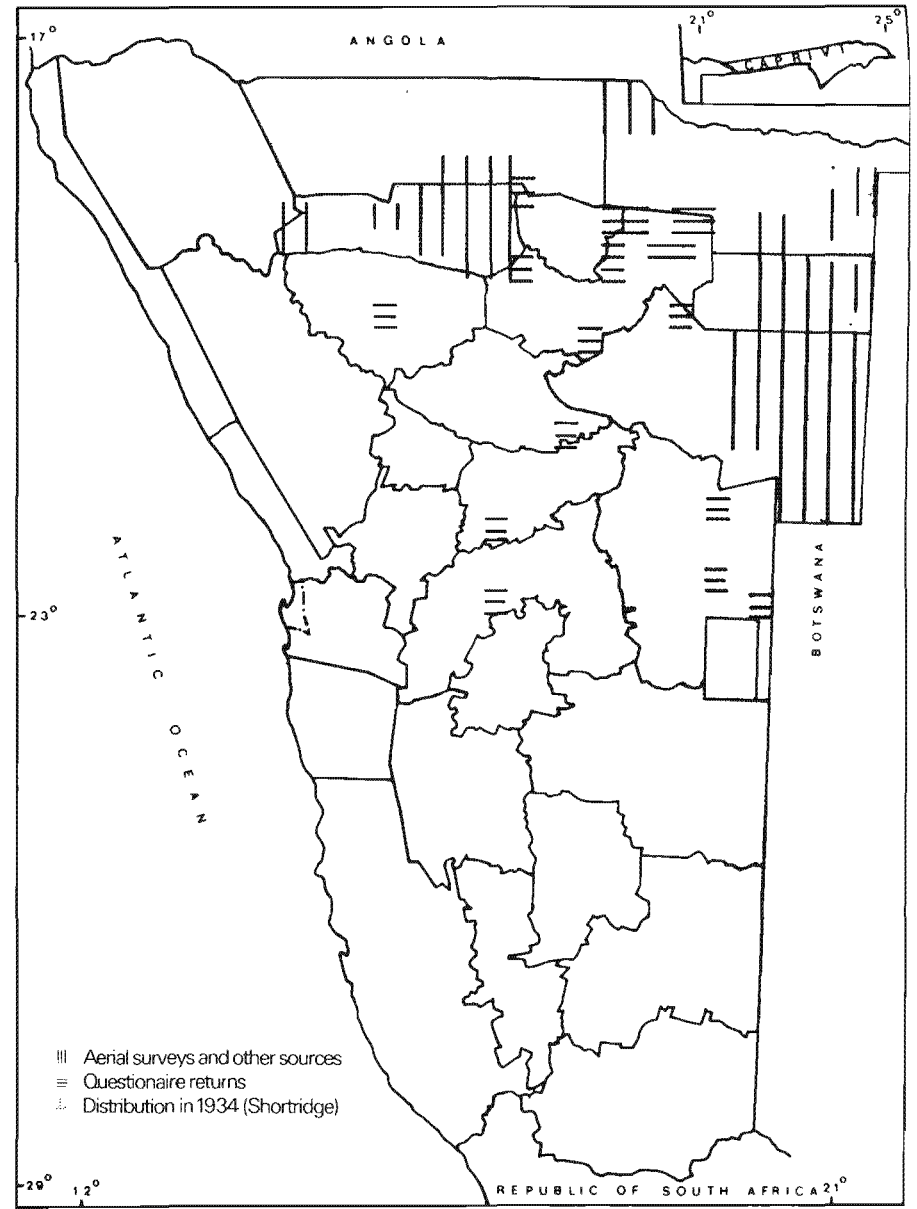 17°
ANGOLA
21°
25°
CAPRIVI
ATLANTIC OCEAN
23°
BOTSWANA
Aerial surveys and other sources
Questionaire returns
Distribution in 1934 (Shortridge)
29°
12°
REPUBLIC OF SOUTH AFRICA
21°